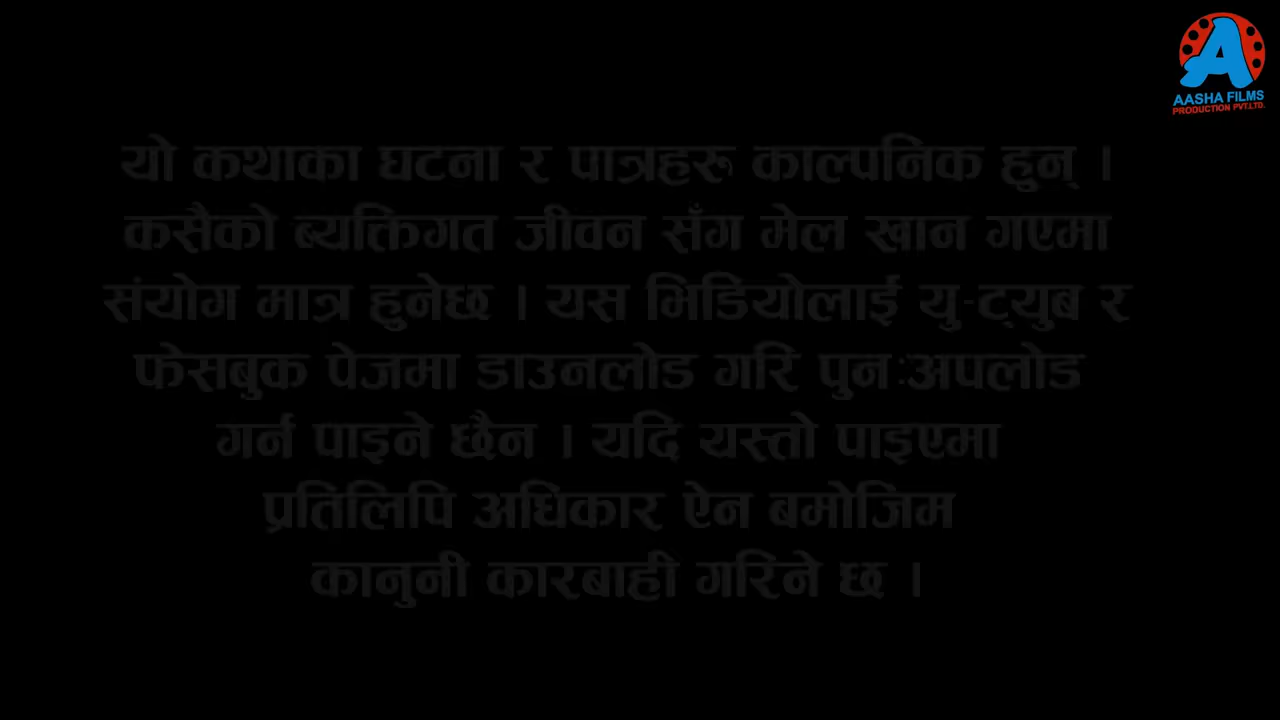 AASHA FILMS
PRODUCTION PVT.LTD.
यो कथाका घटना र पात्रहरु काल्पनिक हुन् ।
कसैको ब्यक्तिगत जीवन सँग मेल खान गएमा
संयोग मात्र हुनेछ । यस भिडियोलाई यु-ट्युब र
फेसबुक पेजमा डाउनलोड गरि पुनःअपलोड
गर्न पाइने छैन । यदि यस्तो पाइएमा
प्रतिलिपि अधिकार ऐन बमोजिम
कानुनी कारबाही गरिने छ ।